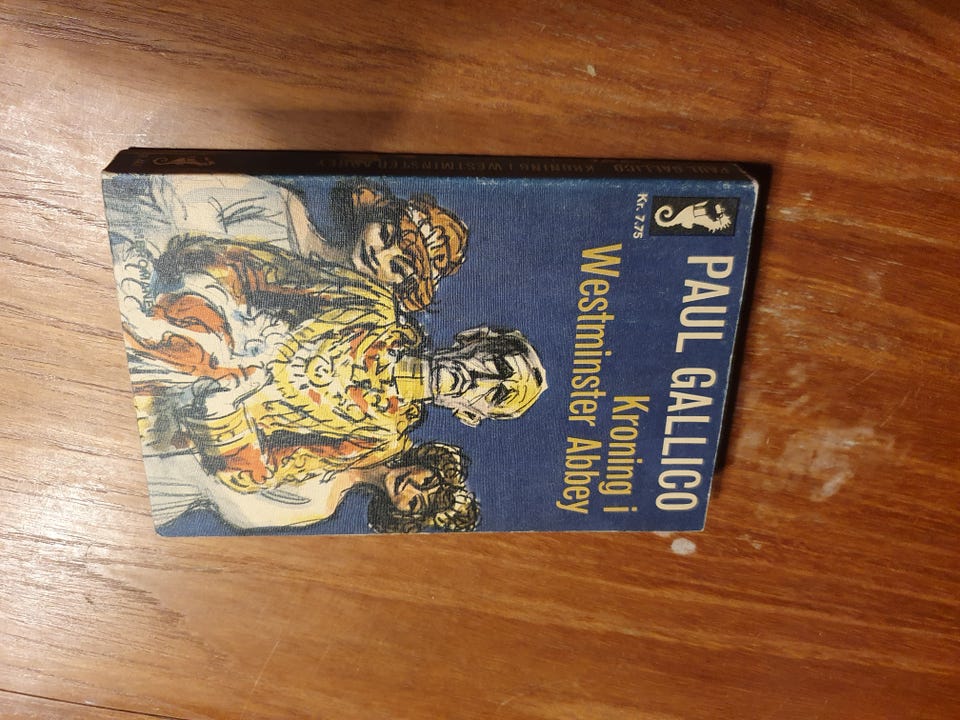 Kr. 7.75
PAUL GALLICO
Kroning i
Westminster Abbey
PAUL GALLICO KRONING I WESTMINSTER ABBEY